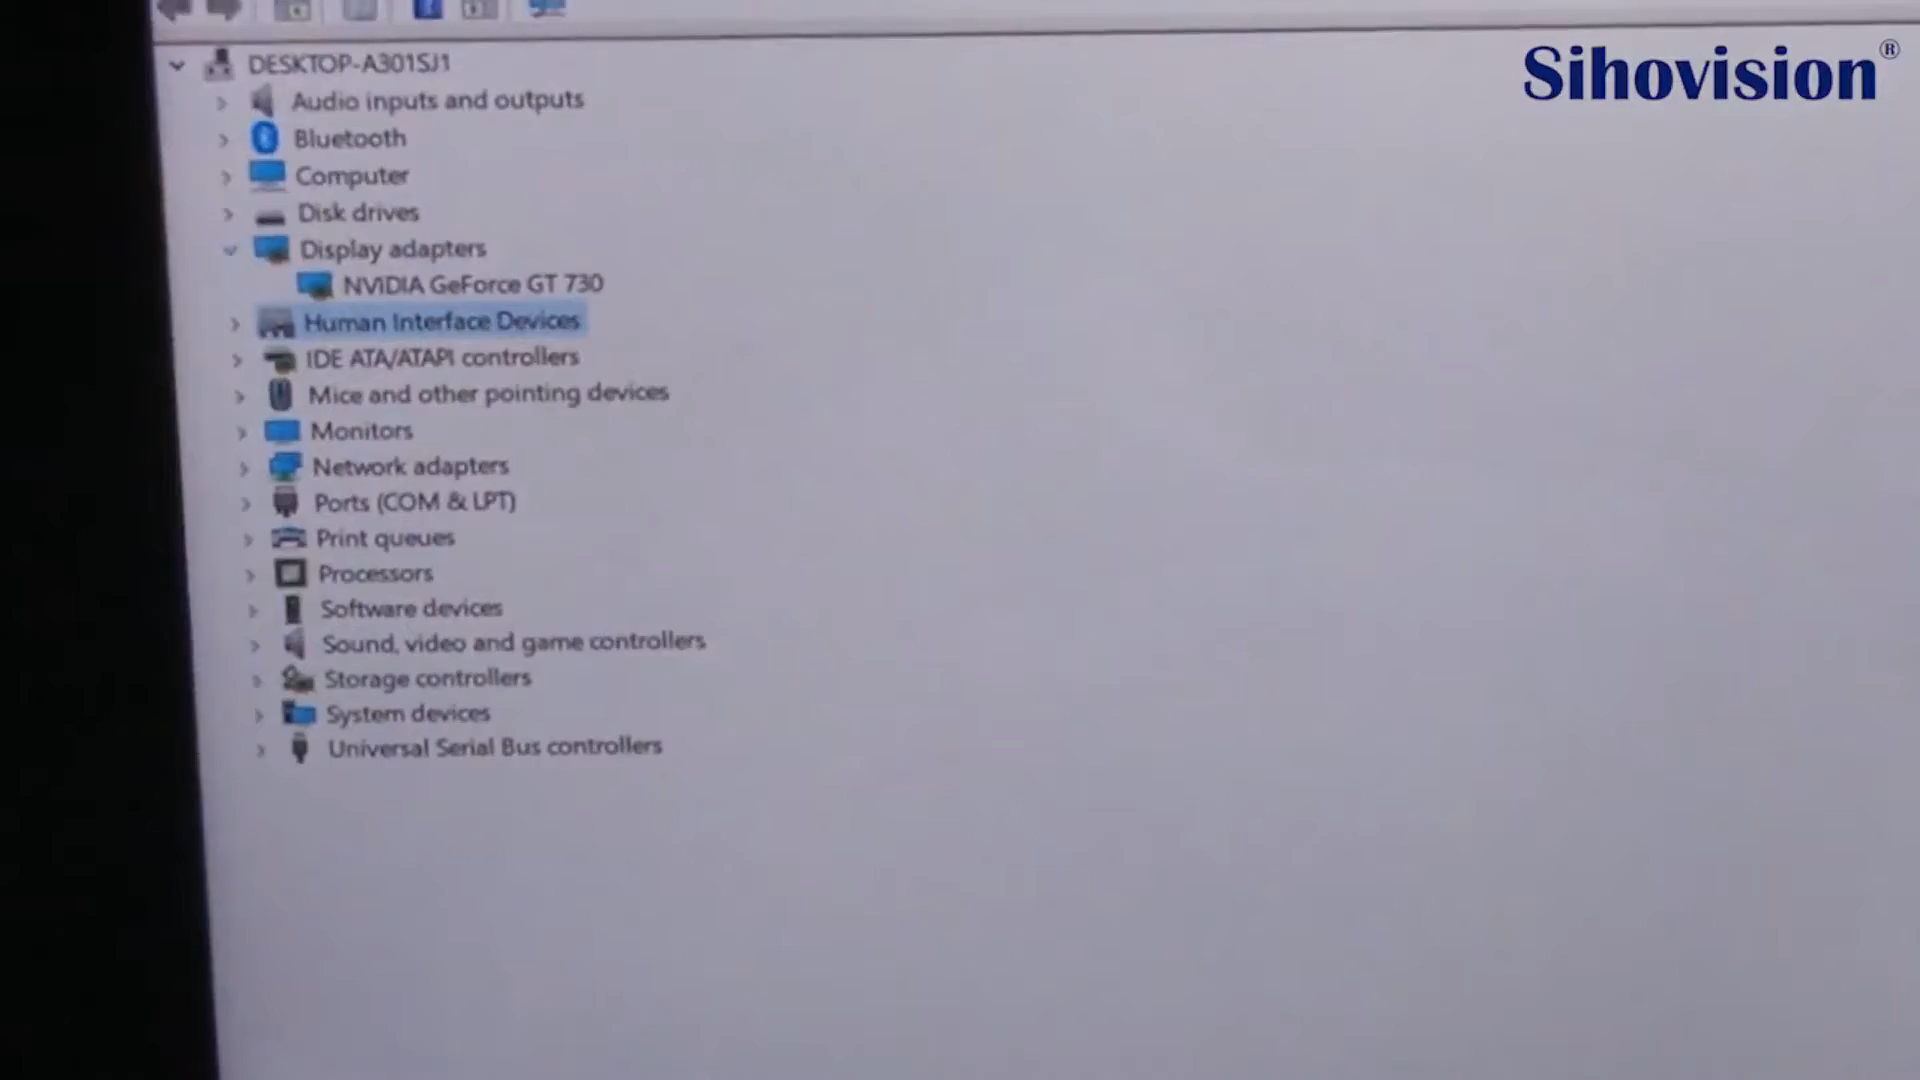 Sihovision®
DESKTOP-A301SJ1
Audio inputs and outputs
Bluetooth
Computer
Disk drives
Display adapters
NVIDIA GeForce GT 730
Human Interface Devices
IDE ATA/ATAPI controllers
Mice and other pointing devices
Monitors
Network adapters
Ports (COM & LPT)
Print queues
Processors
Software devices
Sound, video and game controllers
Storage controllers
System devices
Universal Serial Bus controllers